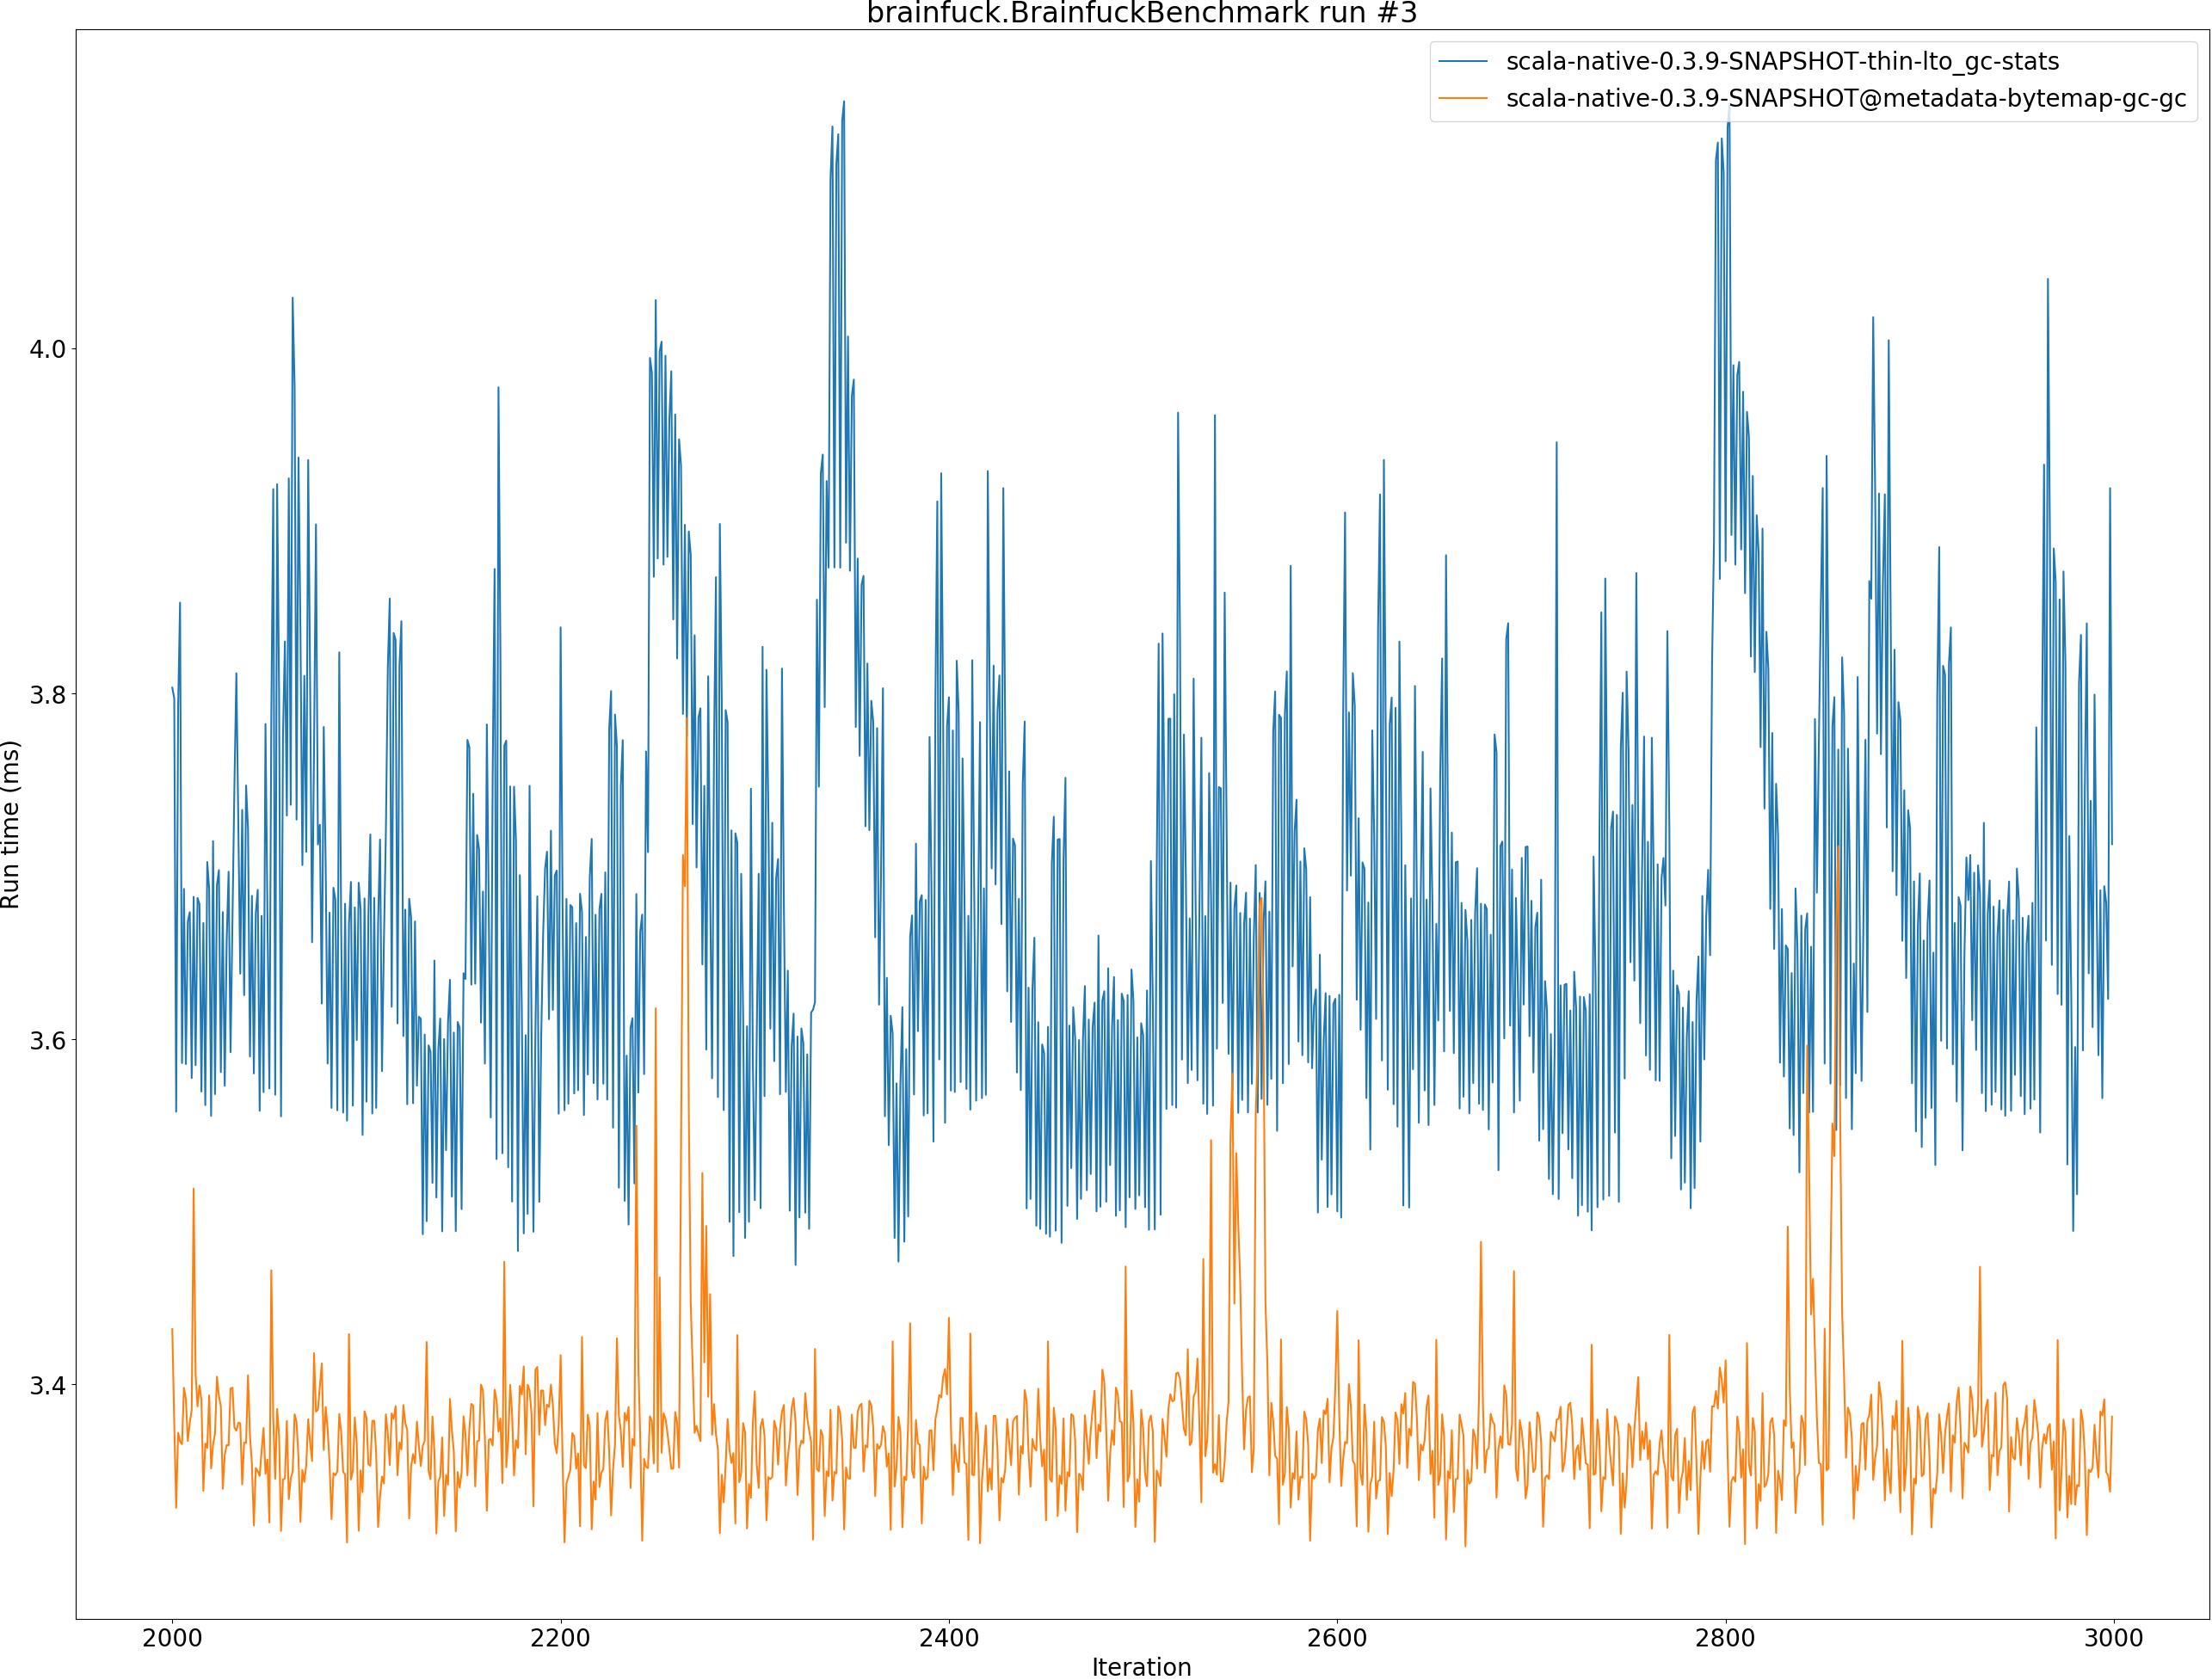 brainfuck.BrainfuckBenchmark run #3
scala-native-0.3.9-SNAPSHOT-thin-lto_gc-stats
scala-native-0.3.9-SNAPSHOT@metadata-bytemap-gc-gc
Run time (ms)
4.0
3.8
3.6
3.4
2000
2200
2400
2600
2800
3000
Iteration